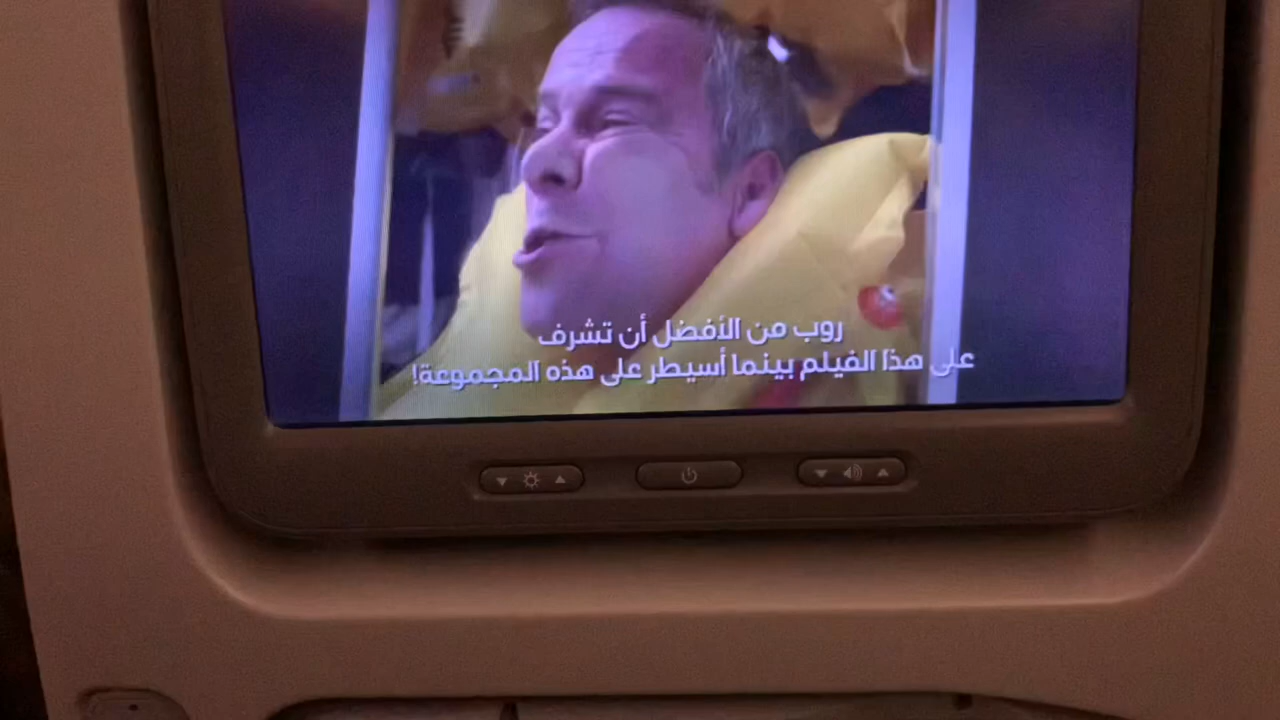 روب من الأفضل أن تشرف
على هذا الفيلم بينما أسيطر على هذه المجموعة!